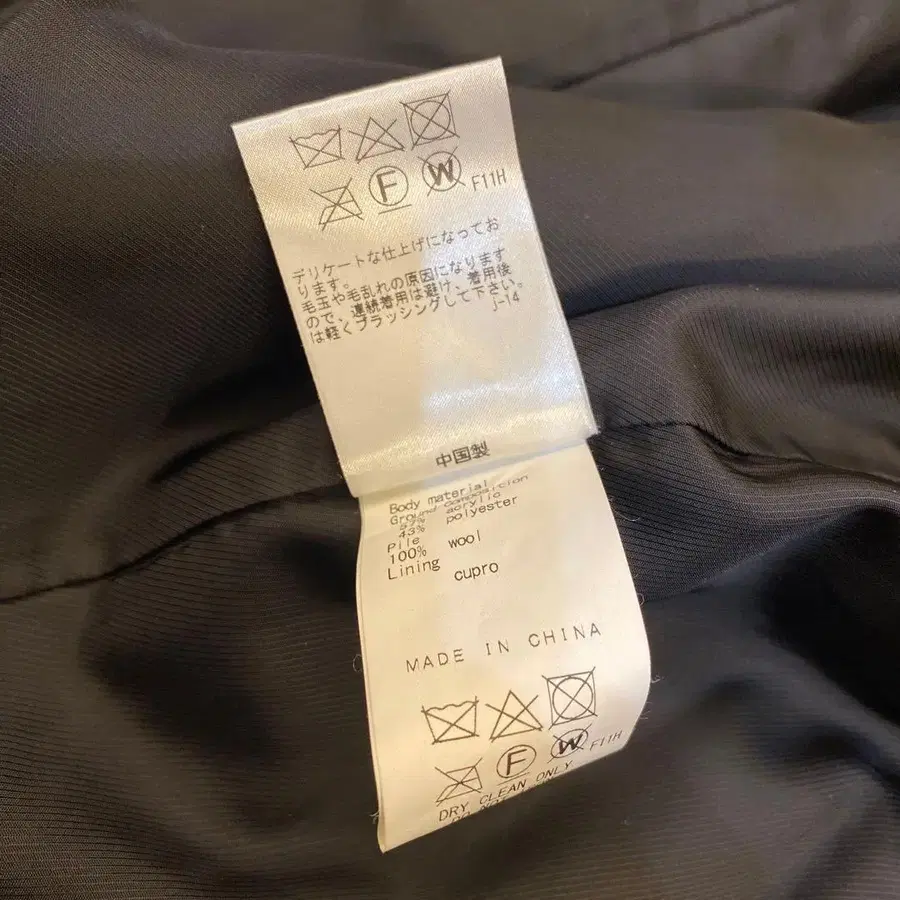 F
W
F11H
デリケートな仕上げになってお
ります。
毛玉や毛乱れの原因になります
ので、連続着用は避け、着用後
は軽くブラッシングして下さい。
J-14
中国製
Body material
Ground composition
57% acrylic
43% polyester
Pile
100% wool
Lining
cupro
MADE IN CHINA
F
W
F11H
DRY CLEAN ONLY